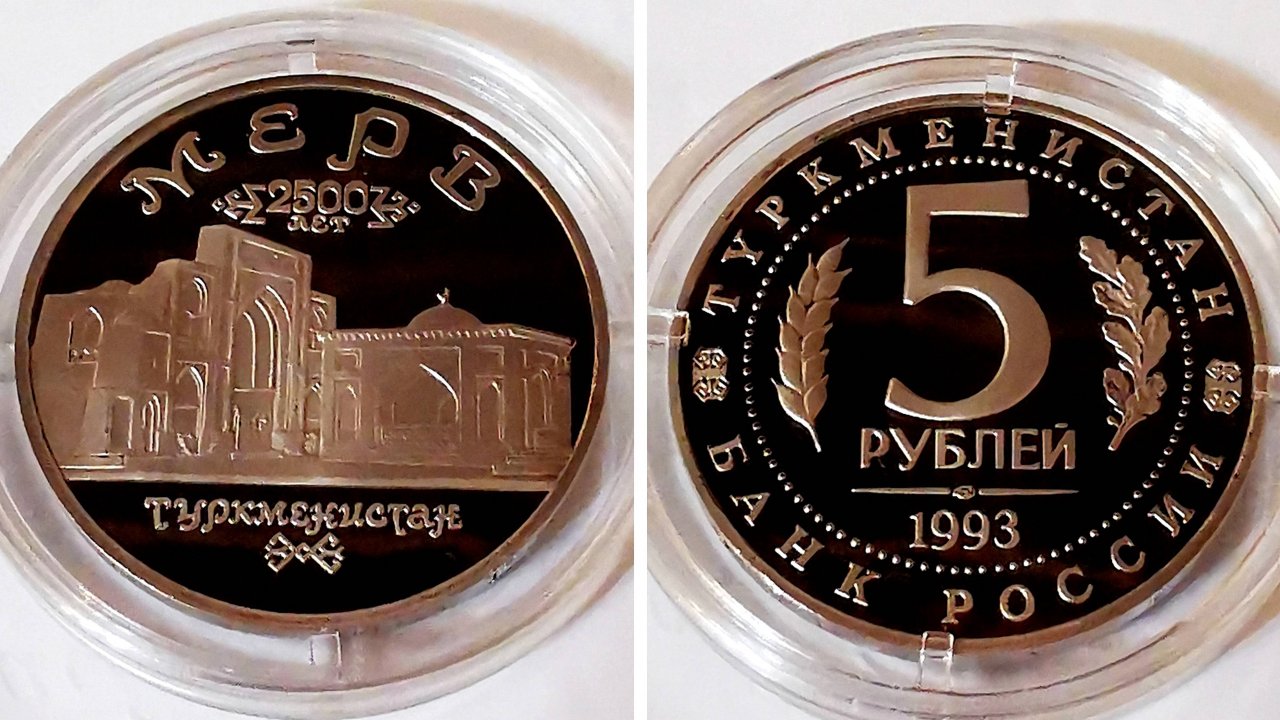 МЕРВ
2500
ЛЕТ
ТУРКМЕНИСТАН
ТУРКМЕНИСТАН
5
РУБЛЕЙ
1993
БАНК РОССИИ